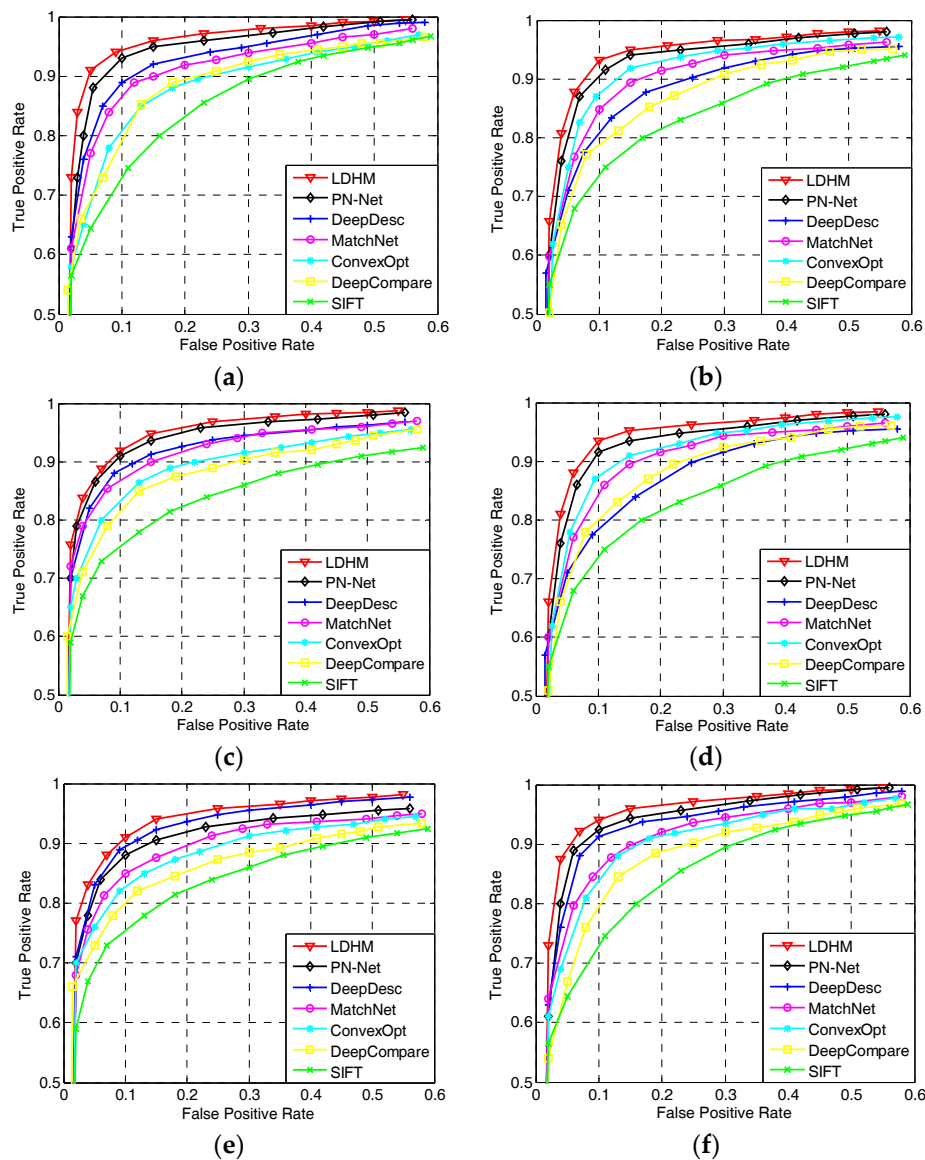 1
0.9
0.8
0.7
0.6
0.5
0
0.1
0.2
0.3
0.4
0.5
0.6
True Positive Rate
False Positive Rate
LDHM
PN-Net
DeepDesc
MatchNet
ConvexOpt
DeepCompare
SIFT
(a)
1
0.9
0.8
0.7
0.6
0.5
0
0.1
0.2
0.3
0.4
0.5
0.6
True Positive Rate
False Positive Rate
LDHM
PN-Net
DeepDesc
MatchNet
ConvexOpt
DeepCompare
SIFT
(b)
1
0.9
0.8
0.7
0.6
0.5
0
0.1
0.2
0.3
0.4
0.5
0.6
True Positive Rate
False Positive Rate
LDHM
PN-Net
DeepDesc
MatchNet
ConvexOpt
DeepCompare
SIFT
(c)
1
0.9
0.8
0.7
0.6
0.5
0
0.1
0.2
0.3
0.4
0.5
0.6
True Positive Rate
False Positive Rate
LDHM
PN-Net
DeepDesc
MatchNet
ConvexOpt
DeepCompare
SIFT
(d)
1
0.9
0.8
0.7
0.6
0.5
0
0.1
0.2
0.3
0.4
0.5
0.6
True Positive Rate
False Positive Rate
LDHM
PN-Net
DeepDesc
MatchNet
ConvexOpt
DeepCompare
SIFT
(e)
1
0.9
0.8
0.7
0.6
0.5
0
0.1
0.2
0.3
0.4
0.5
0.6
True Positive Rate
False Positive Rate
LDHM
PN-Net
DeepDesc
MatchNet
ConvexOpt
DeepCompare
SIFT
(f)